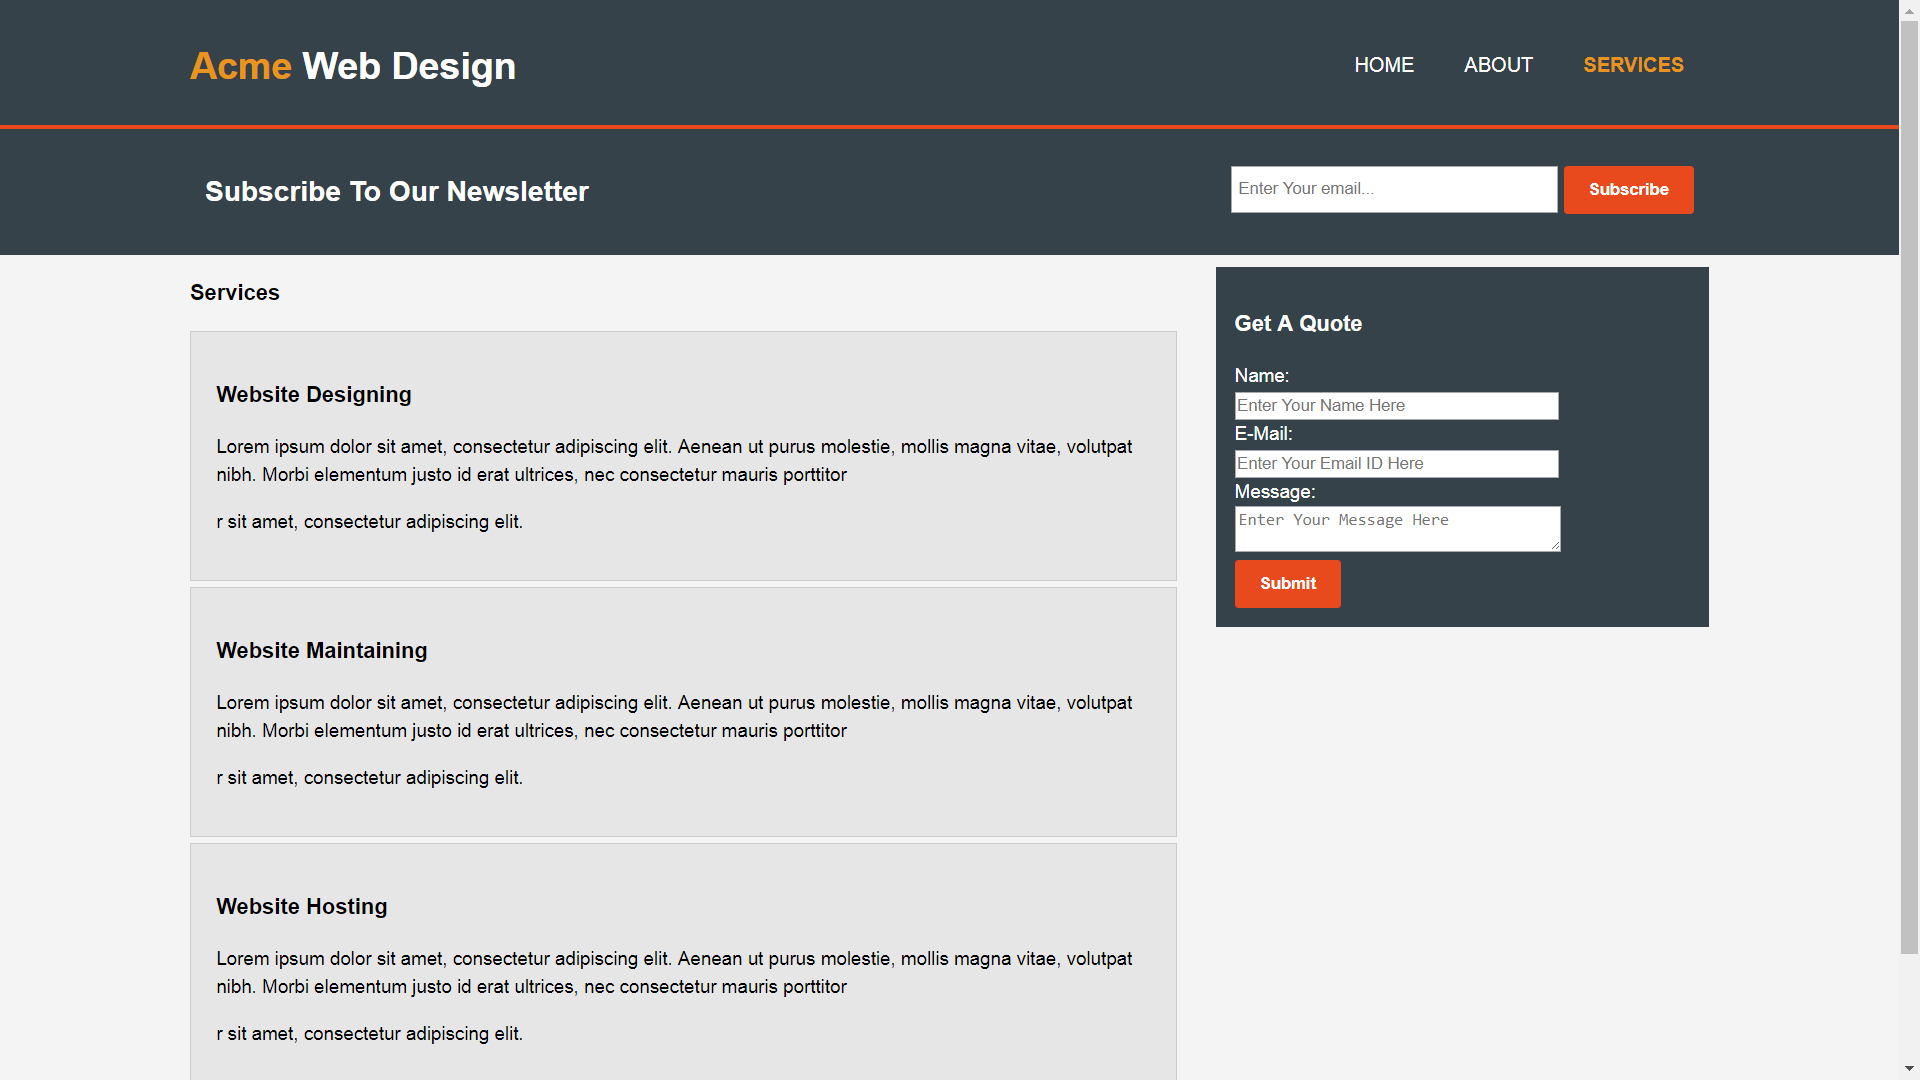 Acme Web Design
HOME ABOUT SERVICES
Subscribe To Our Newsletter
Enter Your email...
Subscribe
Services
Website Designing
Lorem ipsum dolor sit amet, consectetur adipiscing elit. Aenean ut purus molestie, mollis magna vitae, volutpat
nibh. Morbi elementum justo id erat ultrices, nec consectetur mauris porttitor
r sit amet, consectetur adipiscing elit.
Website Maintaining
Lorem ipsum dolor sit amet, consectetur adipiscing elit. Aenean ut purus molestie, mollis magna vitae, volutpat
nibh. Morbi elementum justo id erat ultrices, nec consectetur mauris porttitor
r sit amet, consectetur adipiscing elit.
Website Hosting
Lorem ipsum dolor sit amet, consectetur adipiscing elit. Aenean ut purus molestie, mollis magna vitae, volutpat
nibh. Morbi elementum justo id erat ultrices, nec consectetur mauris porttitor
r sit amet, consectetur adipiscing elit.
Get A Quote
Name:
Enter Your Name Here
E-Mail:
Enter Your Email ID Here
Message:
Enter Your Message Here
Submit